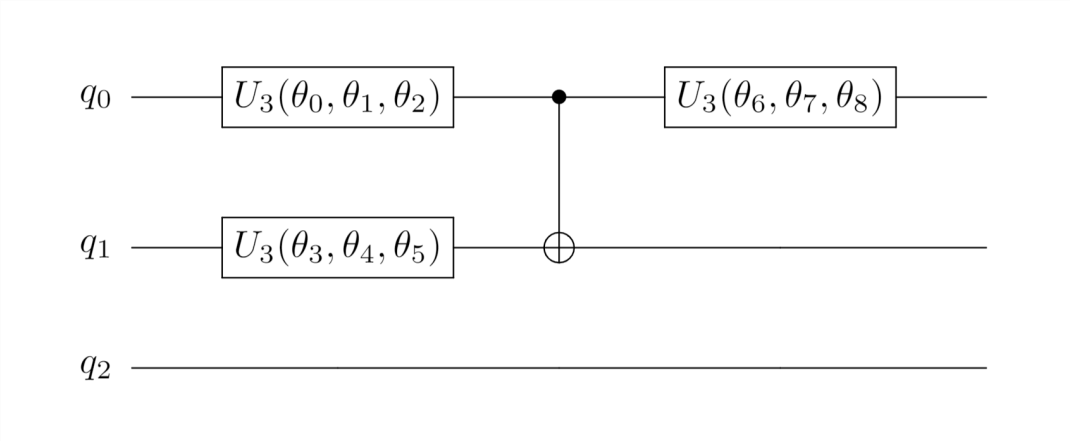 q₀ U₃(θ₀, θ₁, θ₂) U₃(θ₆, θ₇, θ₈)
q₁ U₃(θ₃, θ₄, θ₅)
q₂